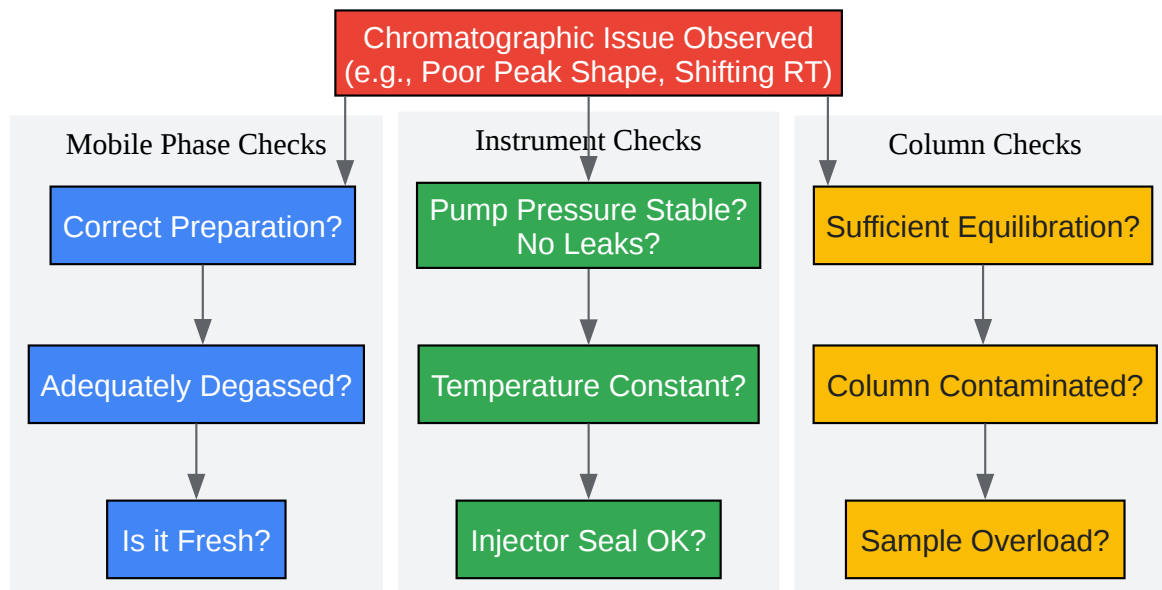 Chromatographic Issue Observed
(e.g., Poor Peak Shape, Shifting RT)
Mobile Phase Checks
Correct Preparation?
Adequately Degassed?
Is it Fresh?
Instrument Checks
Pump Pressure Stable?
No Leaks?
Temperature Constant?
Injector Seal OK?
Column Checks
Sufficient Equilibration?
Column Contaminated?
Sample Overload?